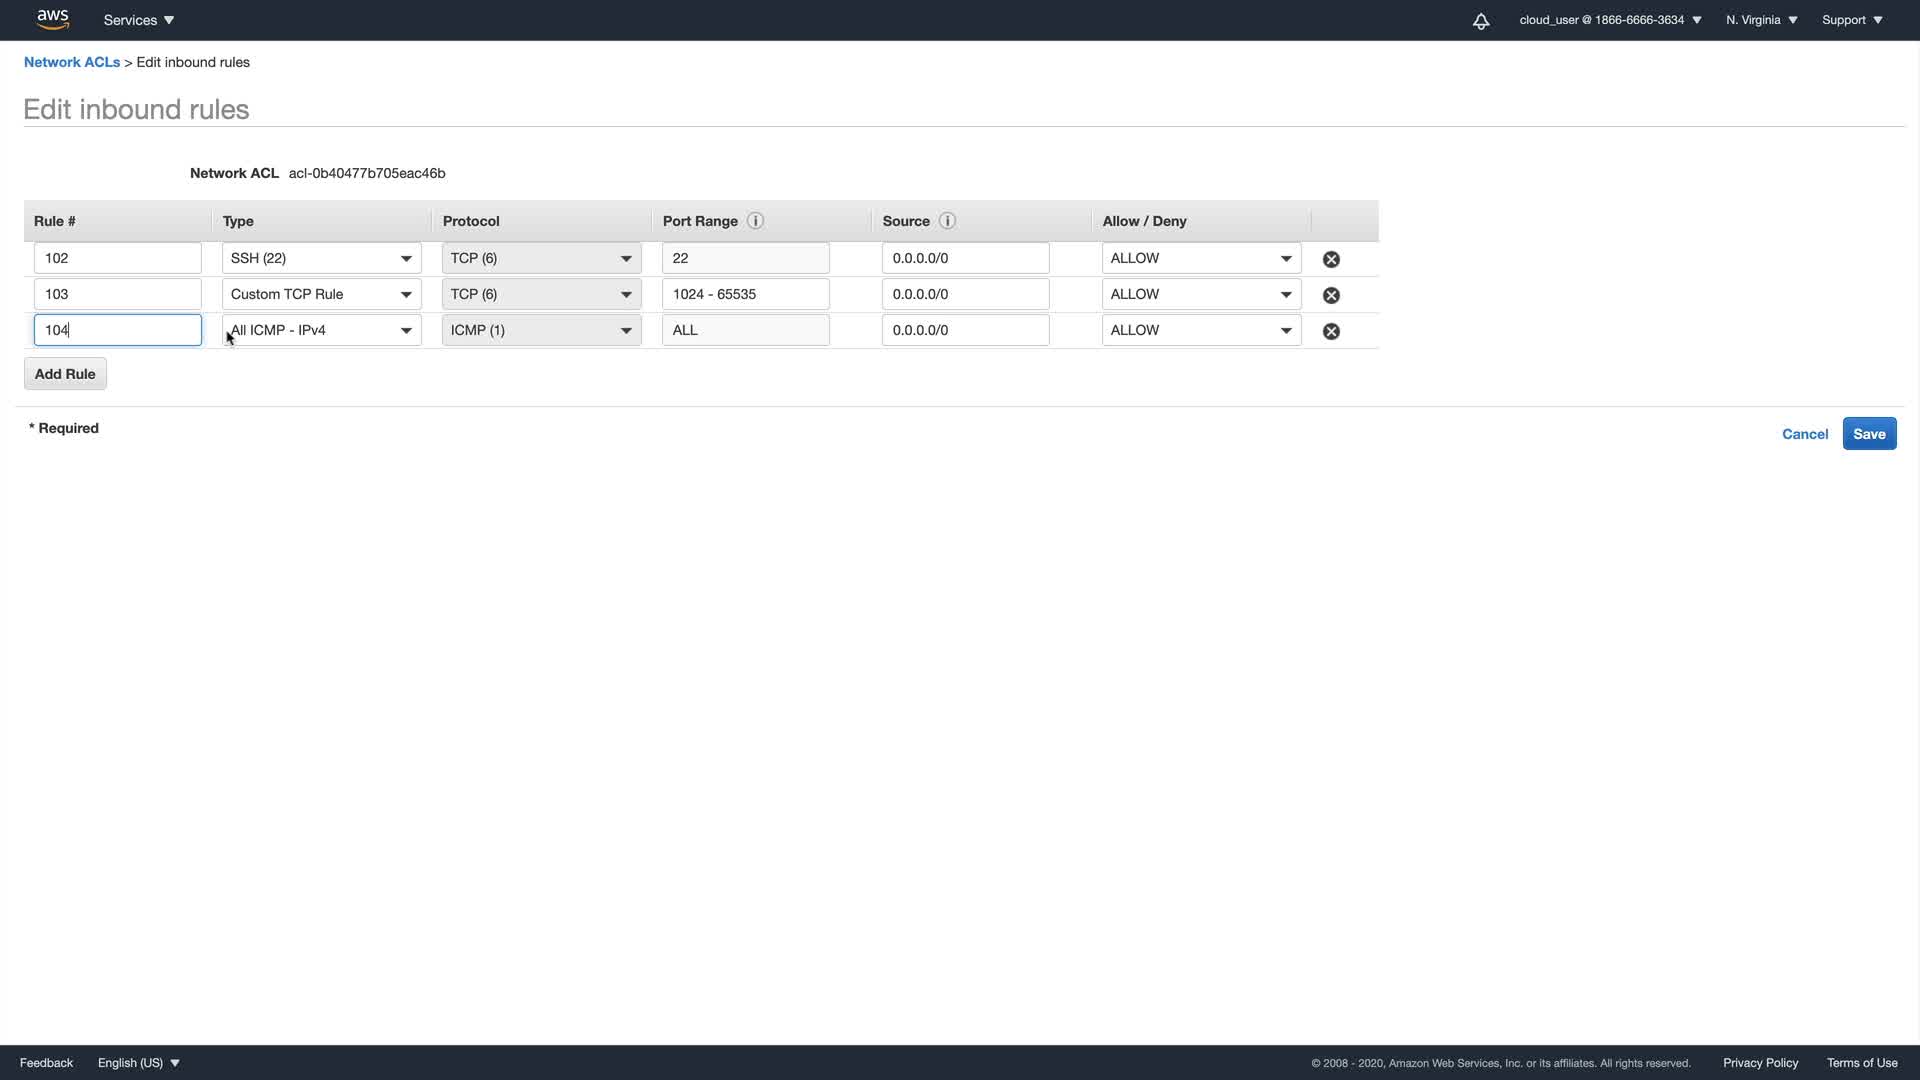 aws Services cloud_user @ 1866-6666-3634 N. Virginia Support
Network ACLs > Edit inbound rules
Edit inbound rules
Network ACL acl-0b40477b705eac46b
Rule # Type Protocol Port Range i Source i Allow / Deny
102 SSH (22) TCP (6) 22 0.0.0.0/0 ALLOW
103 Custom TCP Rule TCP (6) 1024 - 65535 0.0.0.0/0 ALLOW
104 All ICMP - IPv4 ICMP (1) ALL 0.0.0.0/0 ALLOW
Add Rule
* Required
Cancel Save
Feedback English (US) © 2008 - 2020, Amazon Web Services, Inc. or its affiliates. All rights reserved. Privacy Policy Terms of Use